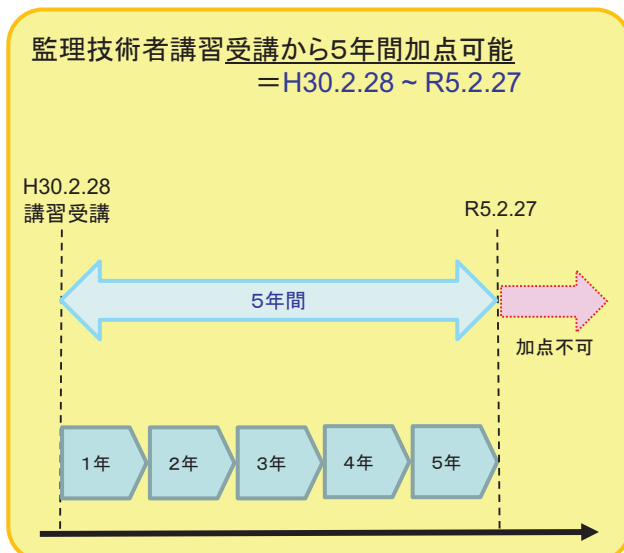 監理技術者講習受講から5年間加点可能
＝H30.2.28 ~ R5.2.27
H30.2.28
講習受講
R5.2.27
5年間
加点不可
1年
2年
3年
4年
5年